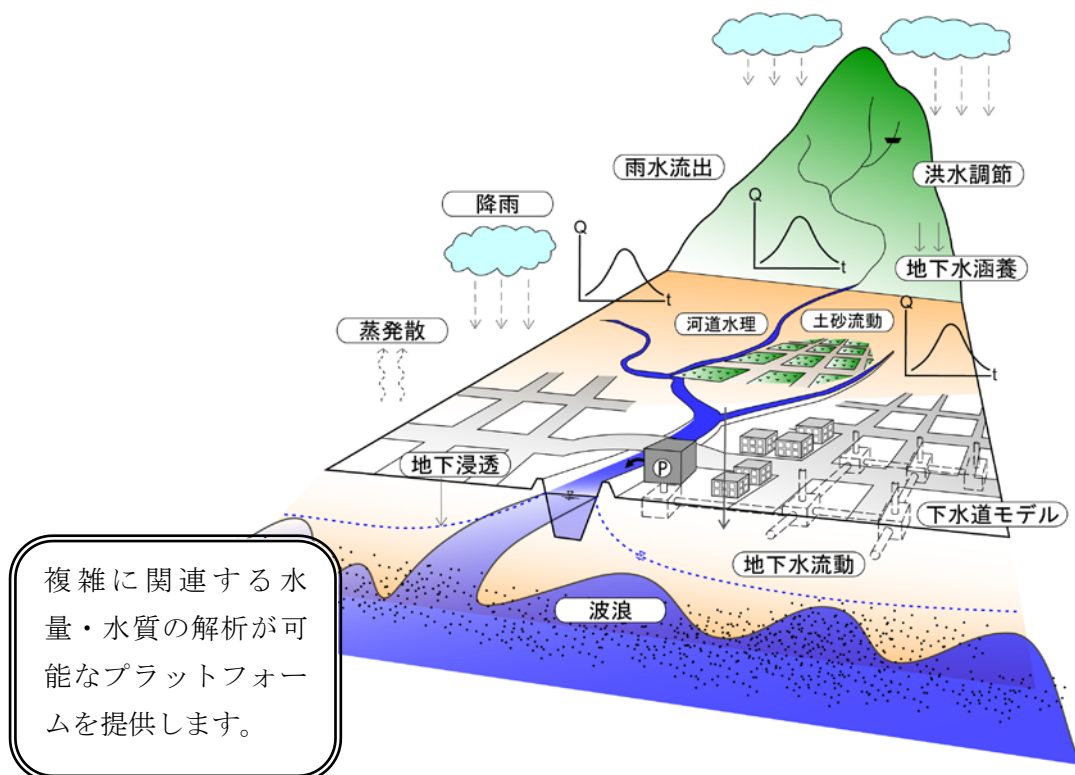 雨水流出
洪水調節
降雨
Q
t
Q
t
地下水涵養
Q
t
蒸発散
河道水理
土砂流動
地下浸透
P
下水道モデル
地下水流動
波浪
複雑に関連する水
量・水質の解析が可
能なプラットフォー
ムを提供します。